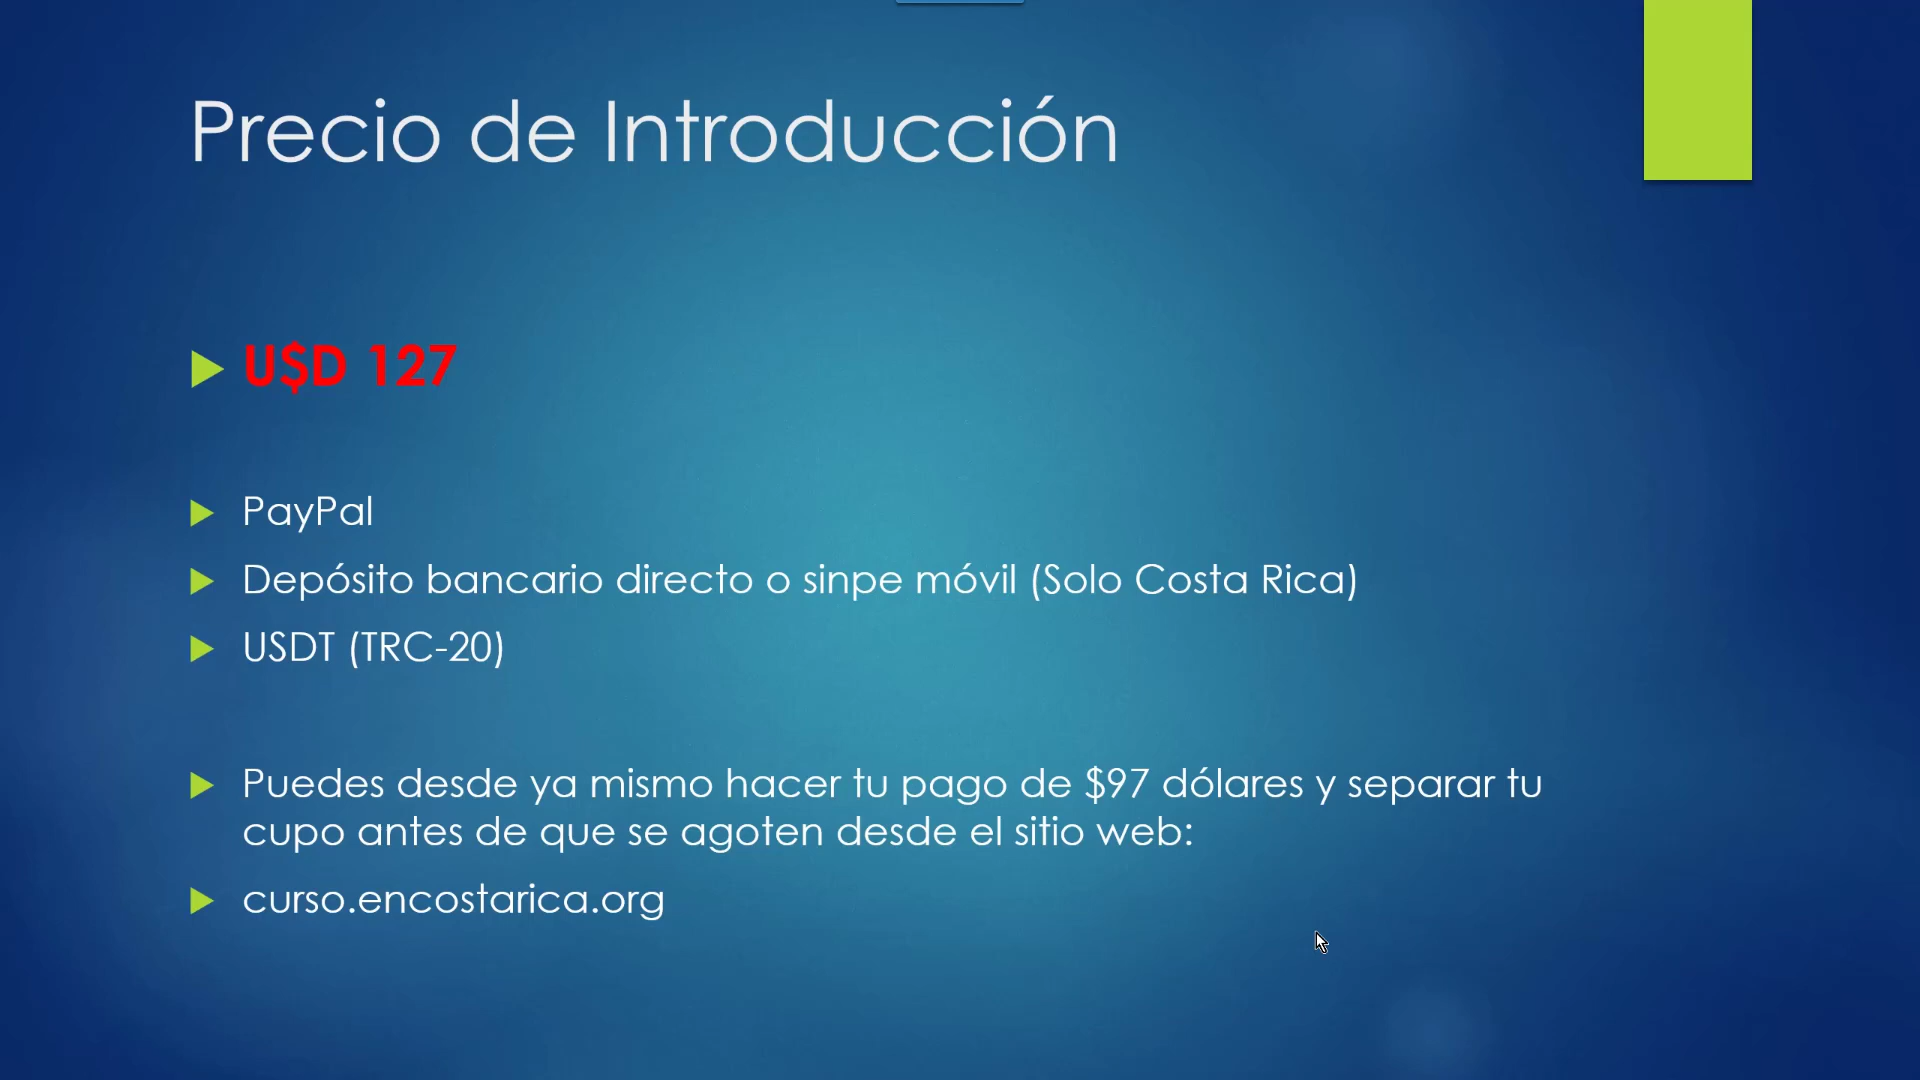 Precio de Introducción
U$D 127
PayPal
Depósito bancario directo o sinpe móvil (Solo Costa Rica)
USDT (TRC-20)
Puedes desde ya mismo hacer tu pago de $97 dólares y separar tu
cupo antes de que se agoten desde el sitio web:
curso.encostarica.org